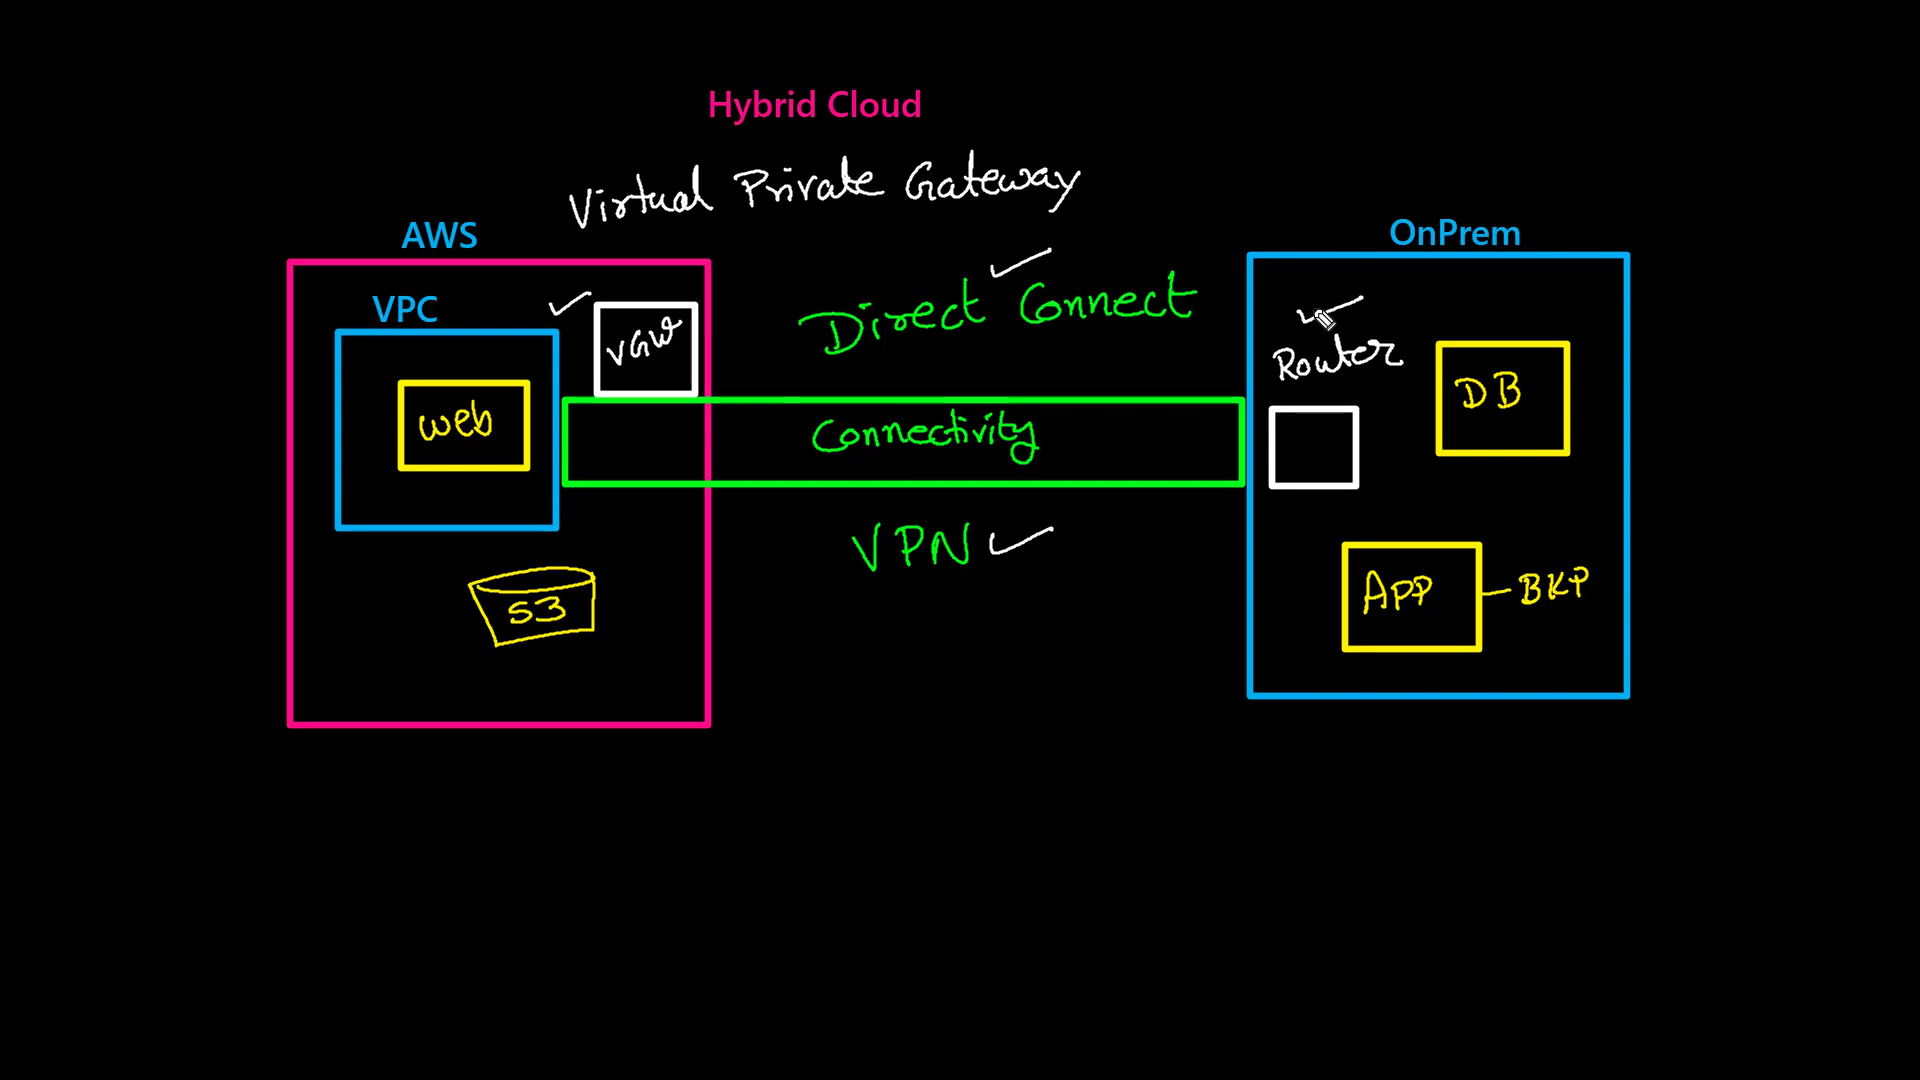 Hybrid Cloud
Virtual Private Gateway
AWS
OnPrem
VPC
VGW
Direct Connect
Router
web
Connectivity
DB
VPN
S3
APP
BKP